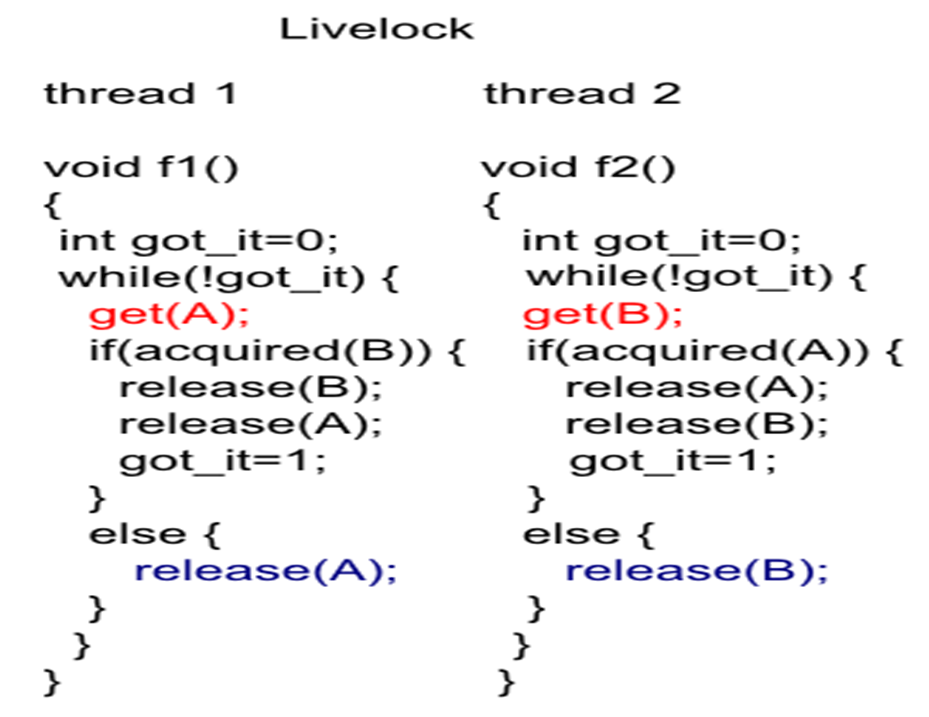 Livelock
thread 1
void f1()
{
int got_it=0;
while(!got_it) {
get(A);
if(acquired(B)) {
release(B);
release(A);
got_it=1;
}
else {
release(A);
}
}
}
thread 2
void f2()
{
int got_it=0;
while(!got_it) {
get(B);
if(acquired(A)) {
release(A);
release(B);
got_it=1;
}
else {
release(B);
}
}
}